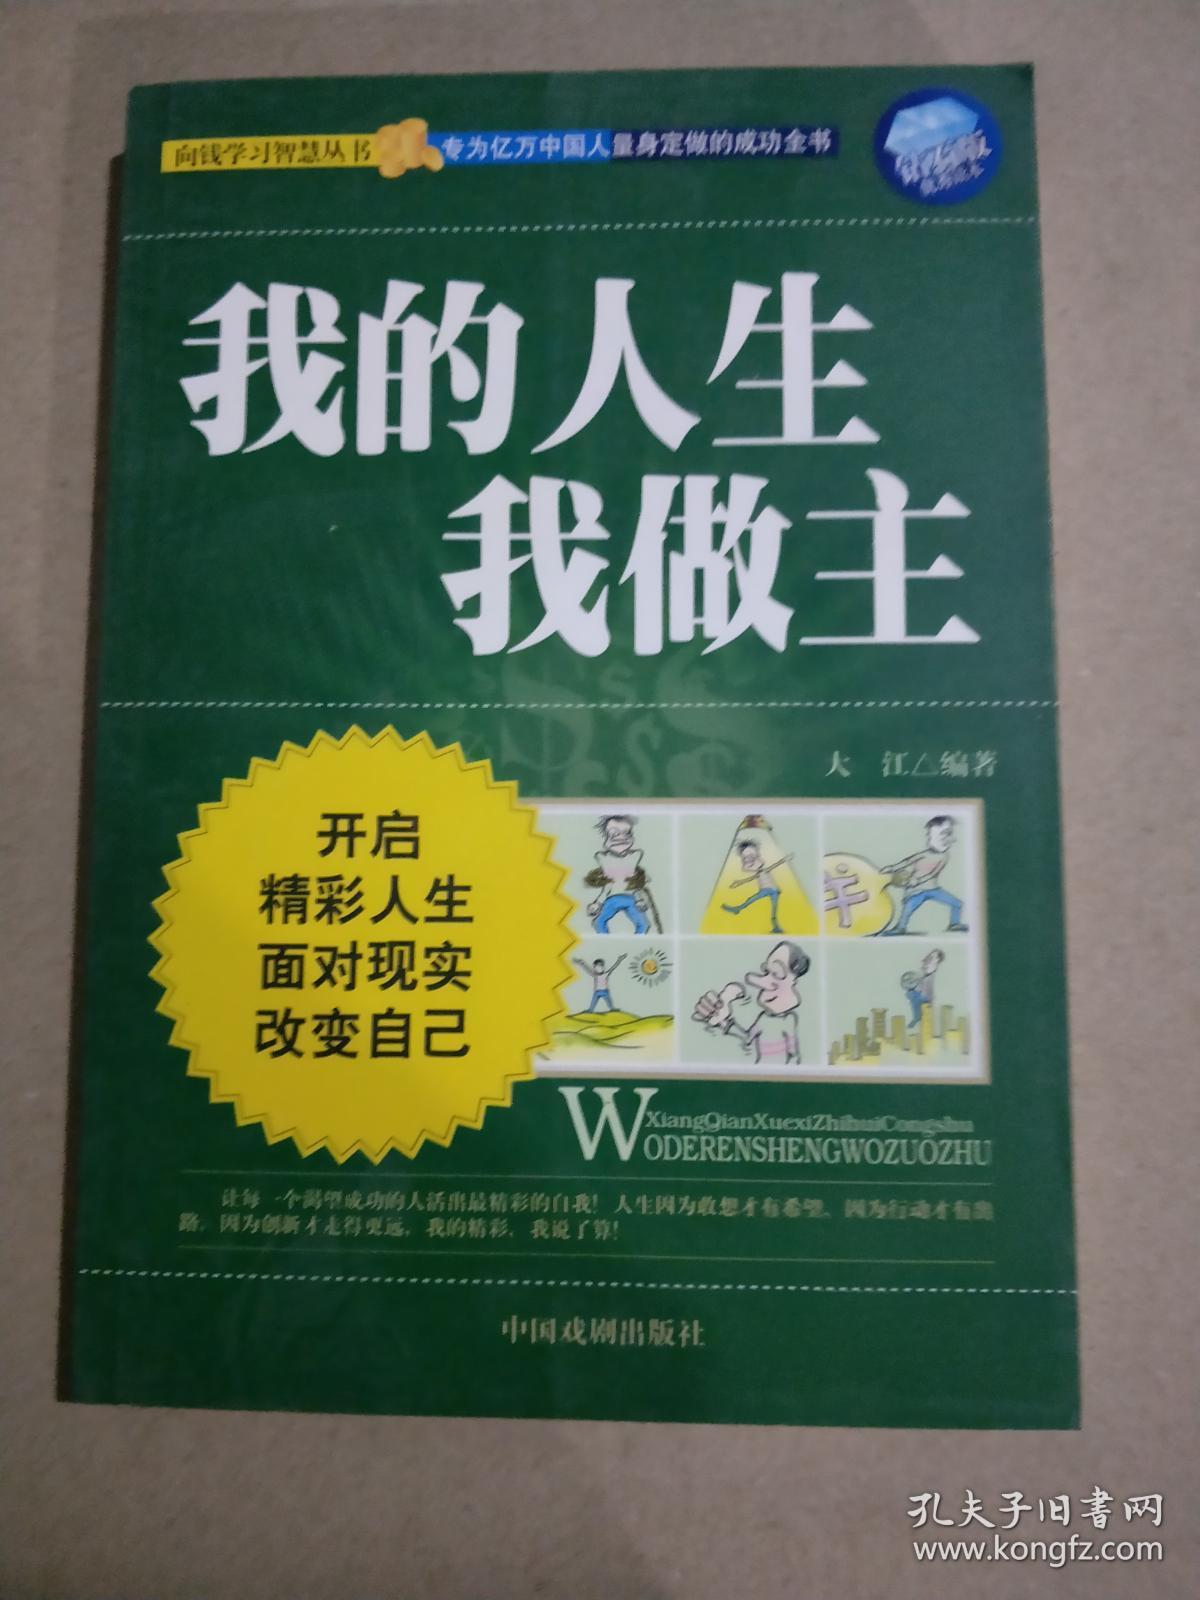 向钱学习智慧丛书
专为亿万中国人量身定做的成功全书
我的人生
我做主
大 江△编著
开启
精彩人生
面对现实
改变自己
XiangQianXuexiZhihuiCongshu
WODERENSHENGWOZUOZHU
让每一个渴望成功的人活出最精彩的自我!人生因为敢想才有希望,因为行动才有出
路,因为创新才走得更远,我的精彩,我说了算!
中国戏剧出版社
孔夫子旧书网
www.kongfz.com